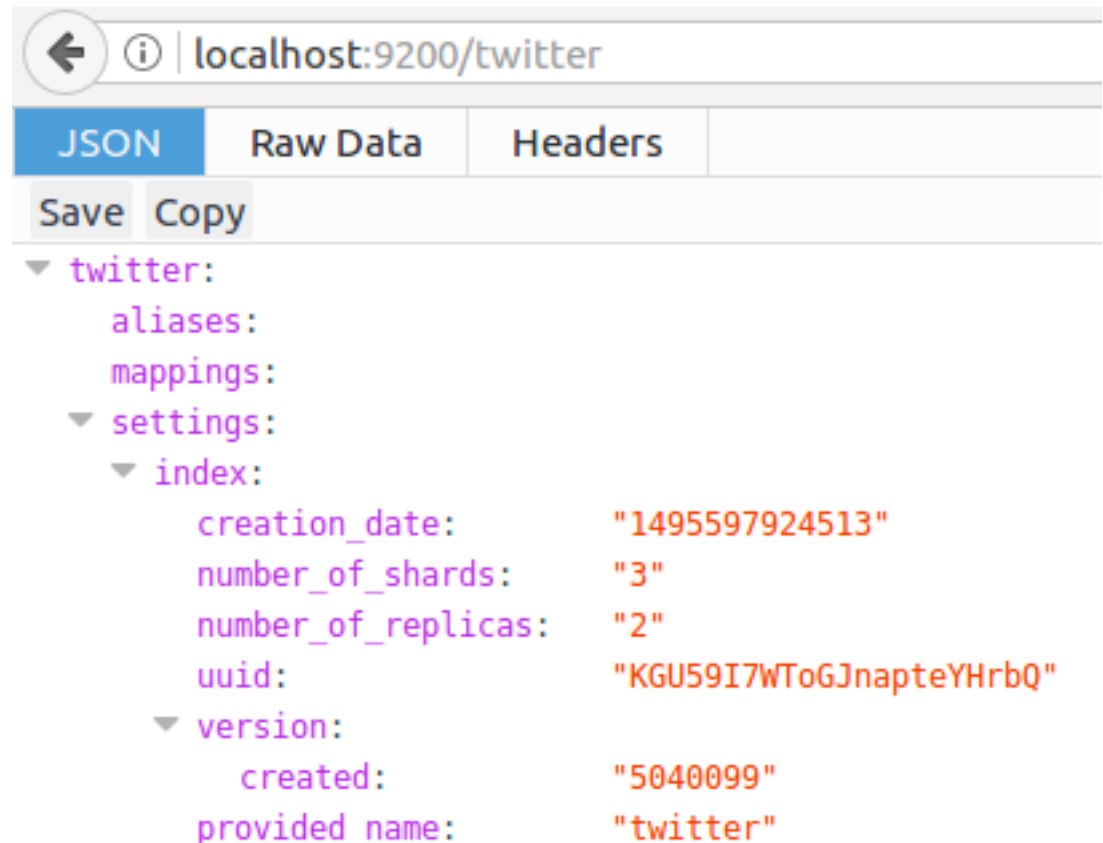 localhost:9200/twitter
JSON Raw Data Headers
Save Copy
twitter:
aliases:
mappings:
settings:
index:
creation_date: "1495597924513"
number_of_shards: "3"
number_of_replicas: "2"
uuid: "KGU59I7WToGJnapteYHrbQ"
version:
created: "5040099"
provided_name: "twitter"